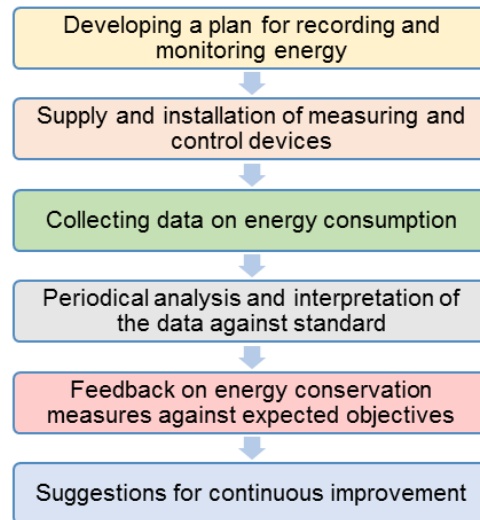 Developing a plan for recording and
monitoring energy
Supply and installation of measuring and
control devices
Collecting data on energy consumption
Periodical analysis and interpretation of
the data against standard
Feedback on energy conservation
measures against expected objectives
Suggestions for continuous improvement